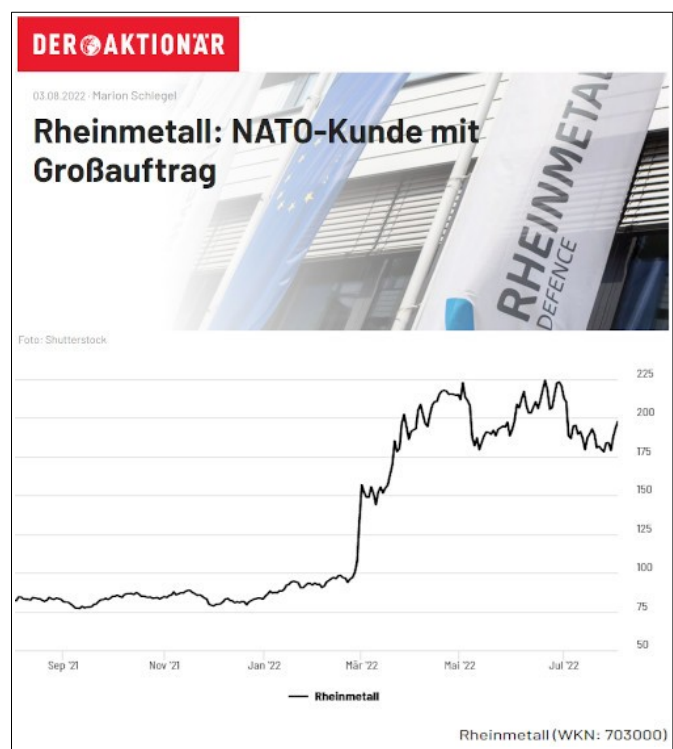 DER AKTIONÄR
03.08.2022 · Marion Schlegel
Rheinmetall: NATO-Kunde mit
Großauftrag
RHEINMETAL
DEFENCE
Foto: Shutterstock
225
200
175
150
125
100
75
50
Sep '21
Nov '21
Jan '22
Mär '22
Mai '22
Jul '22
Rheinmetall
Rheinmetall (WKN: 703000)